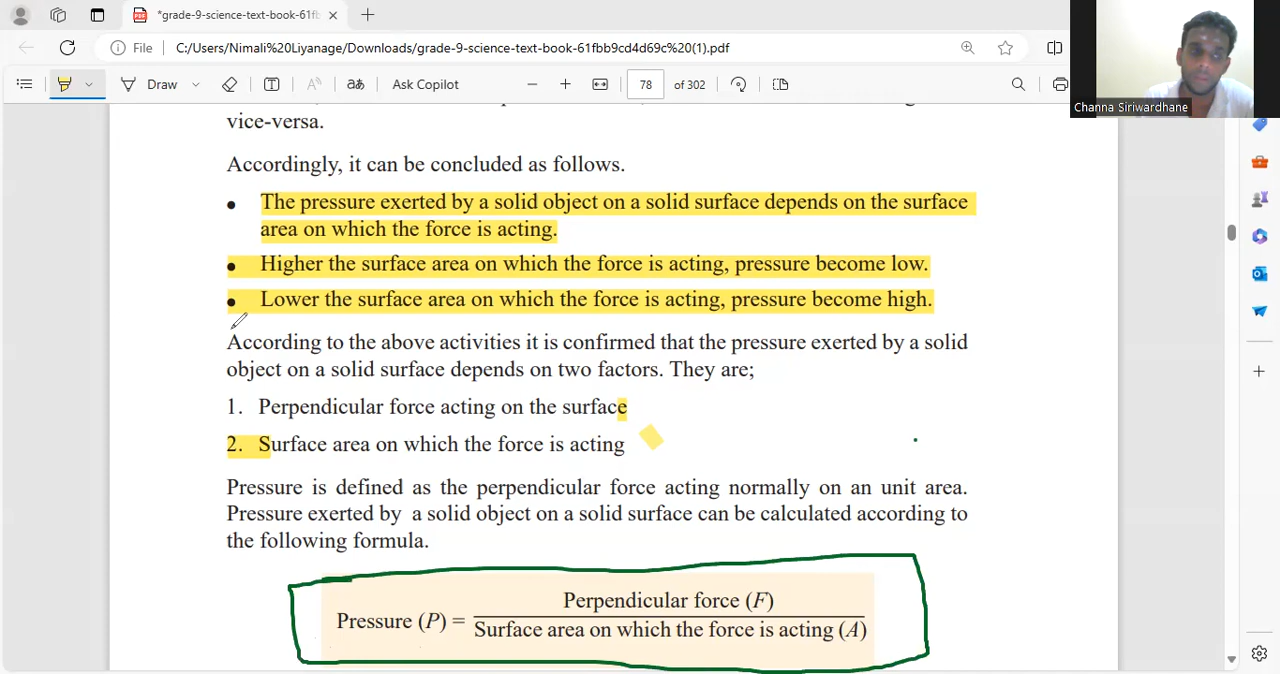 *grade-9-science-text-book-61fb
File
C:/Users/Nimali%20Liyanage/Downloads/grade-9-science-text-book-61fbb9cd4d69c%20(1).pdf
Draw
aあ
Ask Copilot
78
of 302
Channa Siriwardhane
vice-versa.
Accordingly, it can be concluded as follows.
• The pressure exerted by a solid object on a solid surface depends on the surface
area on which the force is acting.
• Higher the surface area on which the force is acting, pressure become low.
• Lower the surface area on which the force is acting, pressure become high.
According to the above activities it is confirmed that the pressure exerted by a solid
object on a solid surface depends on two factors. They are;
1. Perpendicular force acting on the surface
2. Surface area on which the force is acting
Pressure is defined as the perpendicular force acting normally on an unit area.
Pressure exerted by a solid object on a solid surface can be calculated according to
the following formula.
Perpendicular force (F)
Pressure (P) =
Surface area on which the force is acting (A)